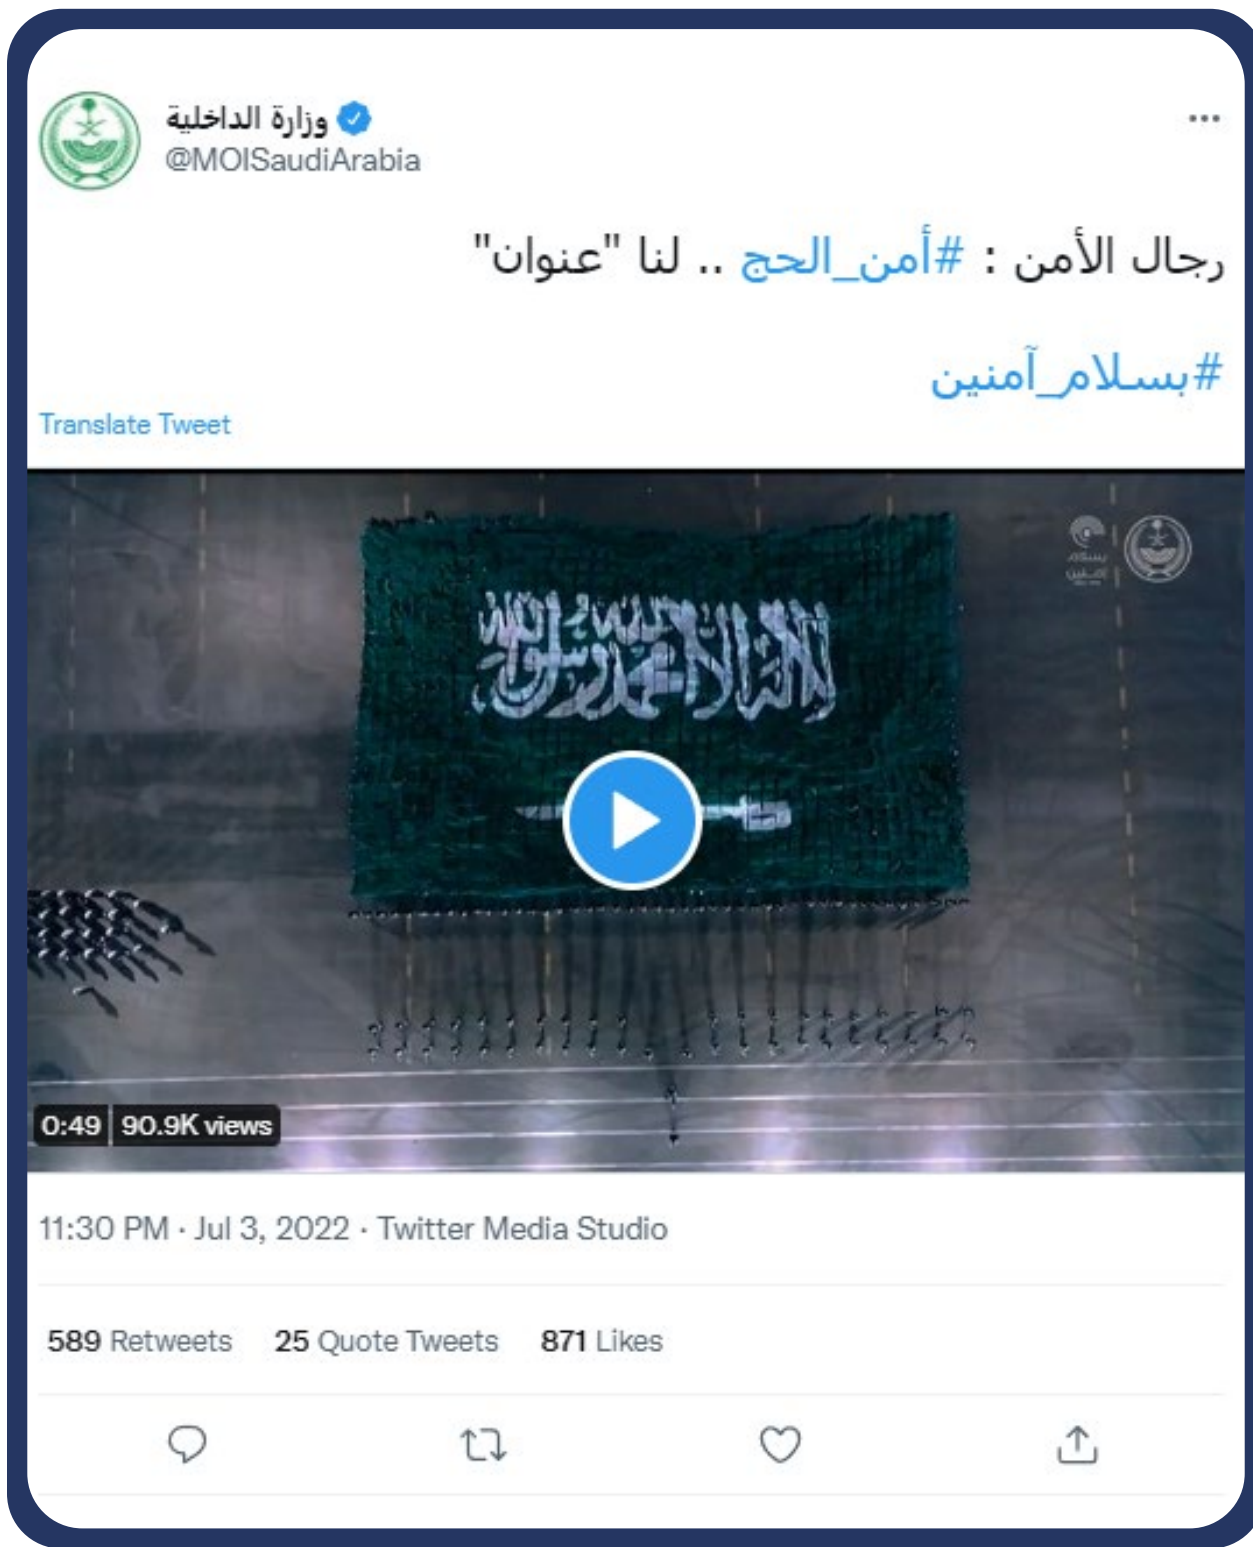 وزارة الداخلية
@MOISaudiArabia
رجال الأمن : #أمن_الحج .. لنا "عنوان"
#بسلام_آمنين
Translate Tweet
لا إله إلا الله محمد رسول الله
بسلام
آمنين
0:49 90.9K views
11:30 PM · Jul 3, 2022 · Twitter Media Studio
589 Retweets 25 Quote Tweets 871 Likes